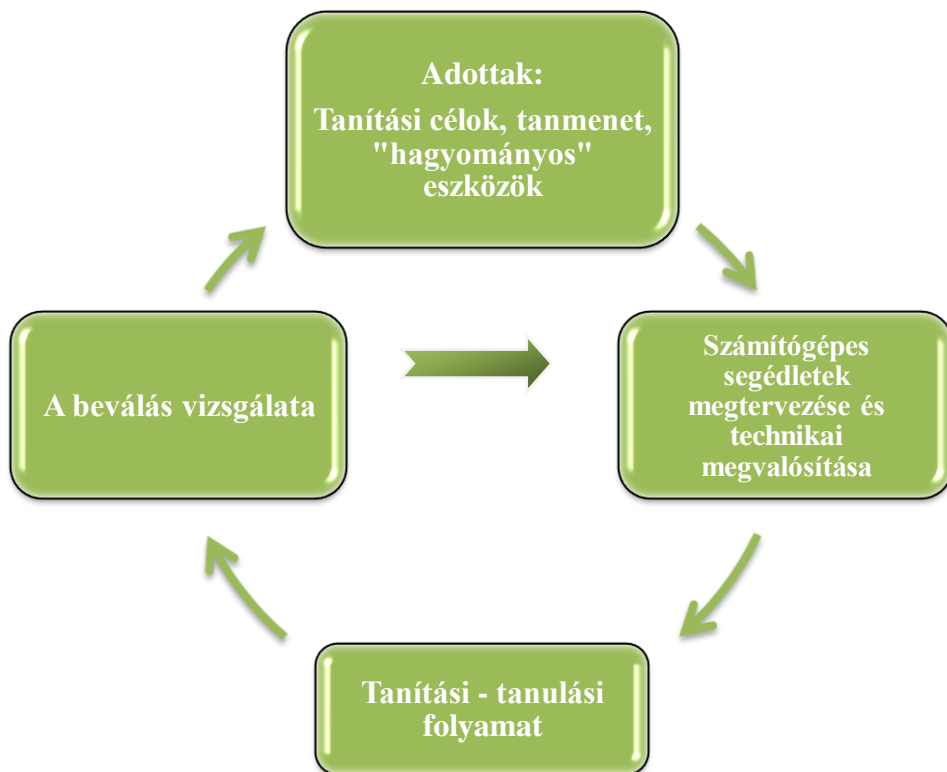 Adottak:
Tanítási célok, tanmenet,
"hagyományos"
eszközök
A beválás vizsgálata
Számítógépes
segédletek
megtervezése és
technikai
megvalósítása
Tanítási - tanulási
folyamat